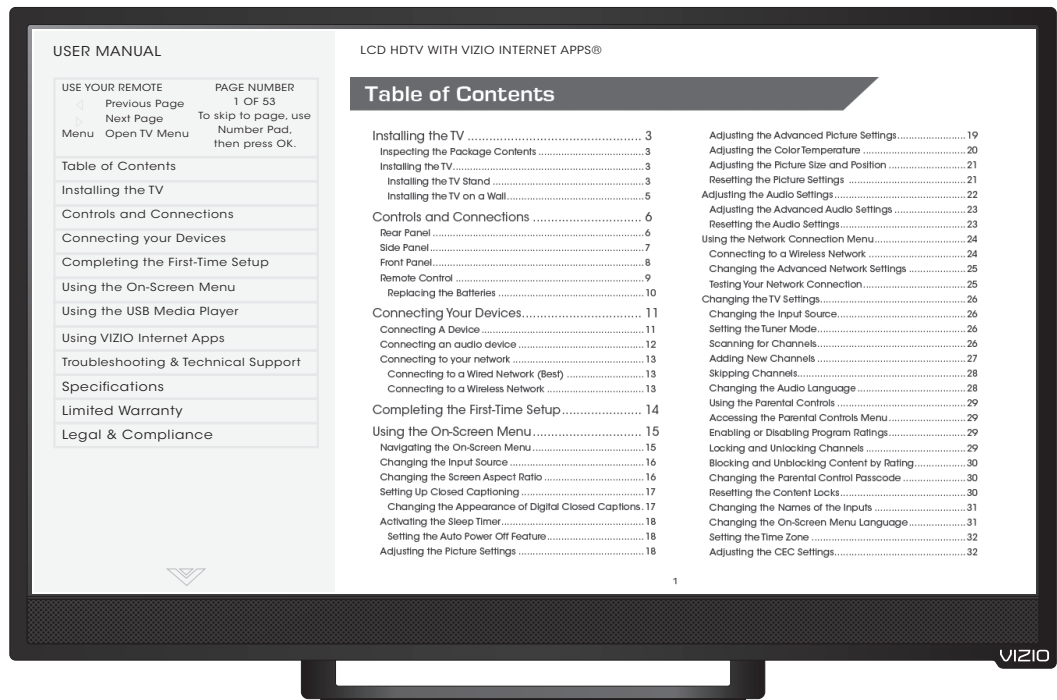 USER MANUAL
USE YOUR REMOTE
Previous Page
Next Page
Menu Open TV Menu
PAGE NUMBER
1 OF 53
To skip to page, use
Number Pad,
then press OK.
Table of Contents
Installing the TV
Controls and Connections
Connecting your Devices
Completing the First-Time Setup
Using the On-Screen Menu
Using the USB Media Player
Using VIZIO Internet Apps
Troubleshooting & Technical Support
Specifications
Limited Warranty
Legal & Compliance
LCD HDTV WITH VIZIO INTERNET APPS®
Table of Contents
Installing the TV ........ 3
Inspecting the Package Contents ........ 3
Installing the TV ........ 3
Installing the TV Stand ........ 3
Installing the TV on a Wall ........ 5
Controls and Connections ........ 6
Rear Panel ........ 6
Side Panel ........ 7
Front Panel ........ 8
Remote Control ........ 9
Replacing the Batteries ........ 10
Connecting Your Devices ........ 11
Connecting A Device ........ 11
Connecting an audio device ........ 12
Connecting to your network ........ 13
Connecting to a Wired Network (Best) ........ 13
Connecting to a Wireless Network ........ 13
Completing the First-Time Setup ........ 14
Using the On-Screen Menu ........ 15
Navigating the On-Screen Menu ........ 15
Changing the Input Source ........ 16
Changing the Screen Aspect Ratio ........ 16
Setting Up Closed Captioning ........ 17
Changing the Appearance of Digital Closed Captions. 17
Activating the Sleep Timer ........ 18
Setting the Auto Power Off Feature ........ 18
Adjusting the Picture Settings ........ 18
Adjusting the Advanced Picture Settings ........ 19
Adjusting the Color Temperature ........ 20
Adjusting the Picture Size and Position ........ 21
Resetting the Picture Settings ........ 21
Adjusting the Audio Settings ........ 22
Adjusting the Advanced Audio Settings ........ 23
Resetting the Audio Settings ........ 23
Using the Network Connection Menu ........ 24
Connecting to a Wireless Network ........ 24
Changing the Advanced Network Settings ........ 25
Testing Your Network Connection ........ 25
Changing the TV Settings ........ 26
Changing the Input Source ........ 26
Setting the Tuner Mode ........ 26
Scanning for Channels ........ 26
Adding New Channels ........ 27
Skipping Channels ........ 28
Changing the Audio Language ........ 28
Using the Parental Controls ........ 29
Accessing the Parental Controls Menu ........ 29
Enabling or Disabling Program Ratings ........ 29
Locking and Unlocking Channels ........ 29
Blocking and Unblocking Content by Rating ........ 30
Changing the Parental Control Passcode ........ 30
Resetting the Content Locks ........ 30
Changing the Names of the Inputs ........ 31
Changing the On-Screen Menu Language ........ 31
Setting the Time Zone ........ 32
Adjusting the CEC Settings ........ 32
1
VIZIO